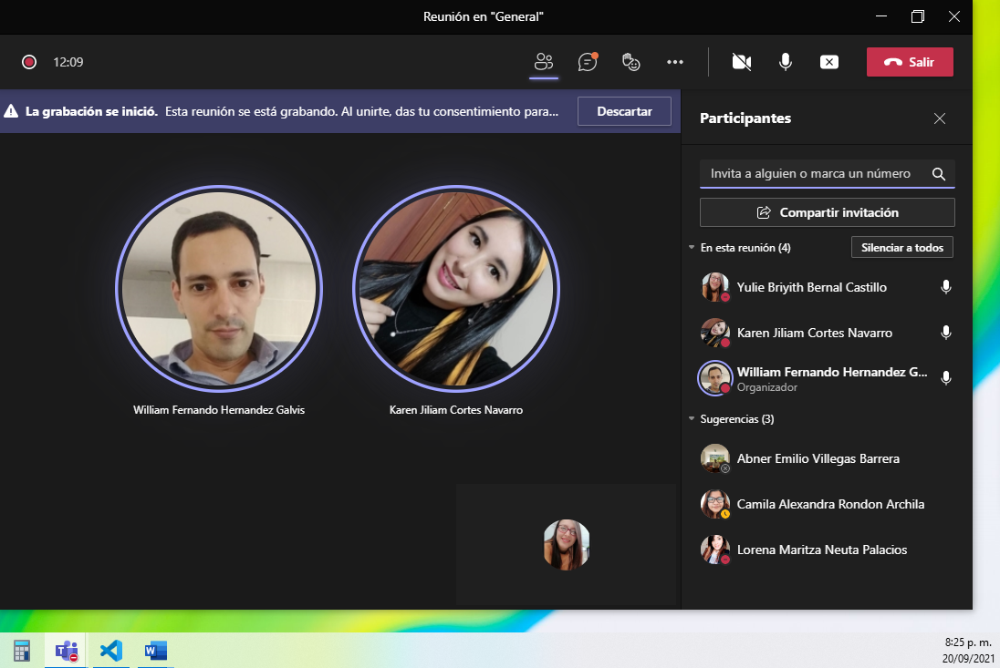 Reunión en "General"
12:09
Salir
La grabación se inició. Esta reunión se está grabando. Al unirte, das tu consentimiento para...
Descartar
William Fernando Hernandez Galvis
Karen Jiliam Cortes Navarro
Participantes
Invita a alguien o marca un número
Compartir invitación
En esta reunión (4)
Silenciar a todos
Yulie Briyith Bernal Castillo
Karen Jiliam Cortes Navarro
William Fernando Hernandez G...
Organizador
Sugerencias (3)
Abner Emilio Villegas Barrera
Camila Alexandra Rondon Archila
Lorena Maritza Neuta Palacios
8:25 p. m.
20/09/2021